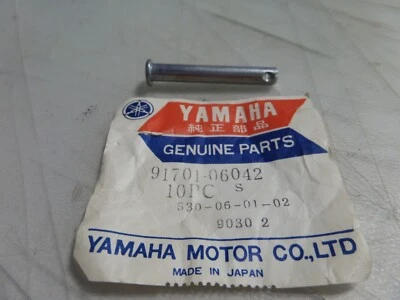 YAMAHA
純正部品
GENUINE PARTS
91701-06042
10PC S
530-06-01-02
9030 2
YAMAHA MOTOR CO.,LTD
MADE IN JAPAN